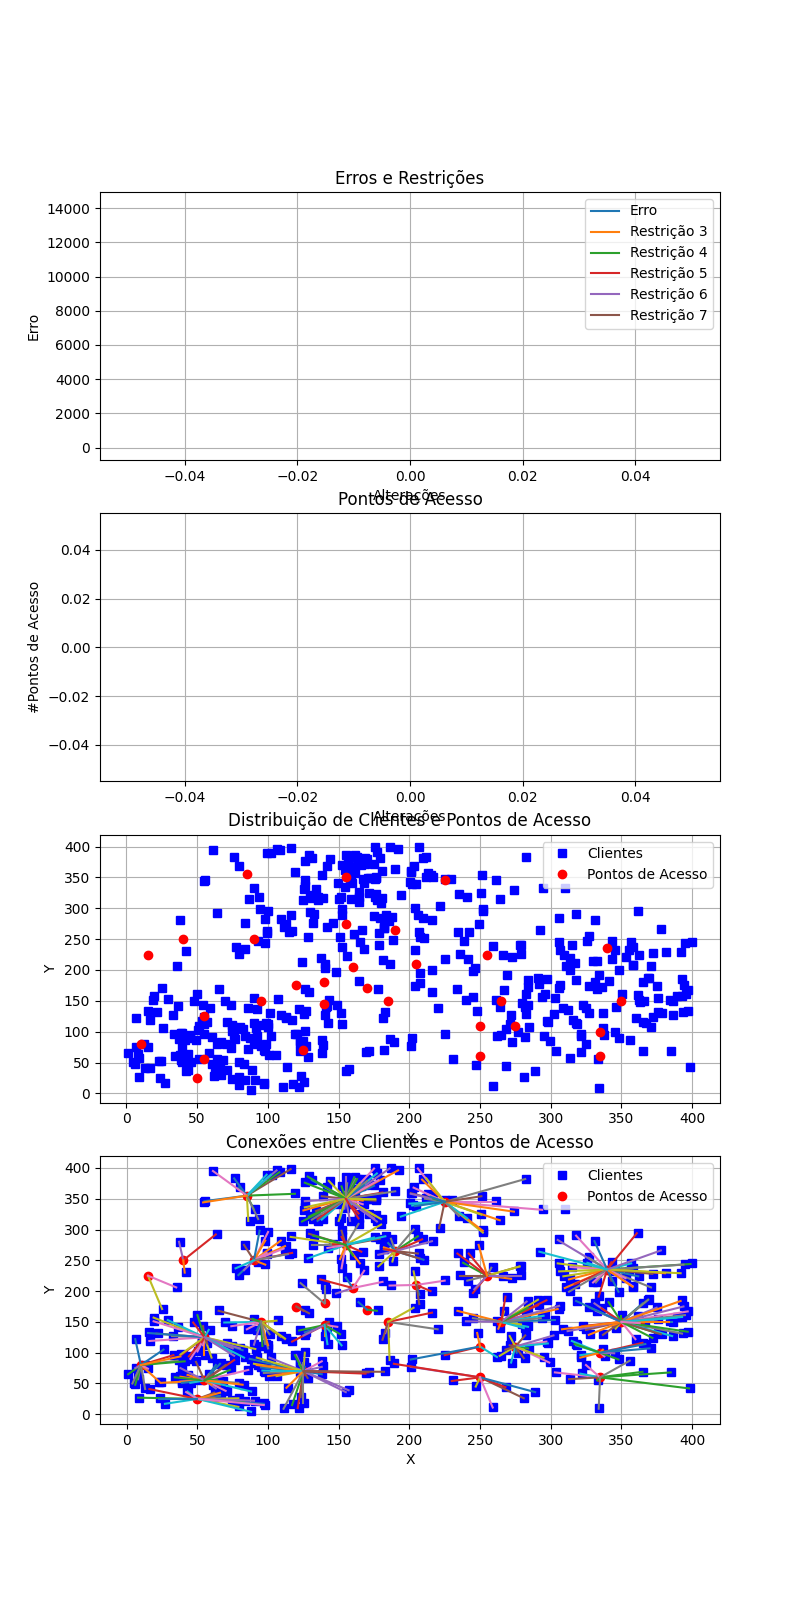 Erros e Restrições
14000
12000
10000
8000
6000
4000
2000
0
Erro
Erro
Restrição 3
Restrição 4
Restrição 5
Restrição 6
Restrição 7
−0.04 −0.02 0.00 0.02 0.04
Alterações
Pontos de Acesso
0.04
0.02
0.00
−0.02
−0.04
#Pontos de Acesso
−0.04 −0.02 0.00 0.02 0.04
Alterações
Distribuição de Clientes e Pontos de Acesso
400
350
300
250
200
150
100
50
0
Y
Clientes
Pontos de Acesso
0 50 100 150 200 250 300 350 400
X
Conexões entre Clientes e Pontos de Acesso
400
350
300
250
200
150
100
50
0
Y
Clientes
Pontos de Acesso
0 50 100 150 200 250 300 350 400
X